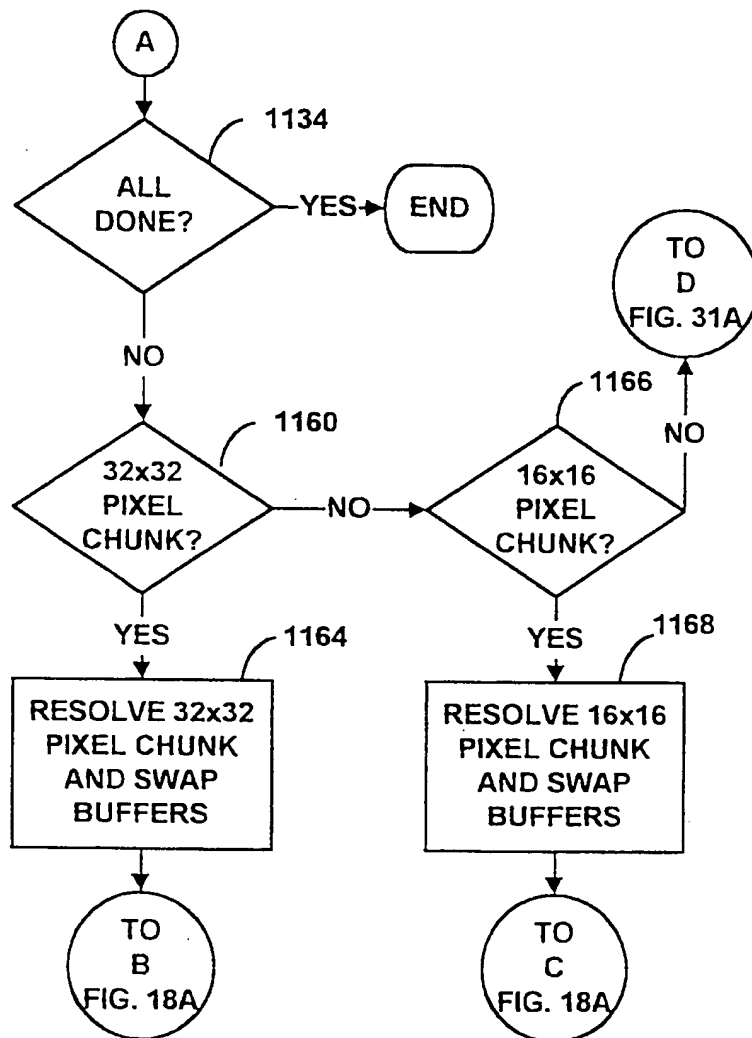 A
1134
ALL
DONE?
YES
END
TO
D
FIG. 31A
NO
1160
1166
NO
32x32
PIXEL
CHUNK?
NO
16x16
PIXEL
CHUNK?
YES
1164
YES
1168
RESOLVE 32x32
PIXEL CHUNK
AND SWAP
BUFFERS
RESOLVE 16x16
PIXEL CHUNK
AND SWAP
BUFFERS
TO
B
FIG. 18A
TO
C
FIG. 18A